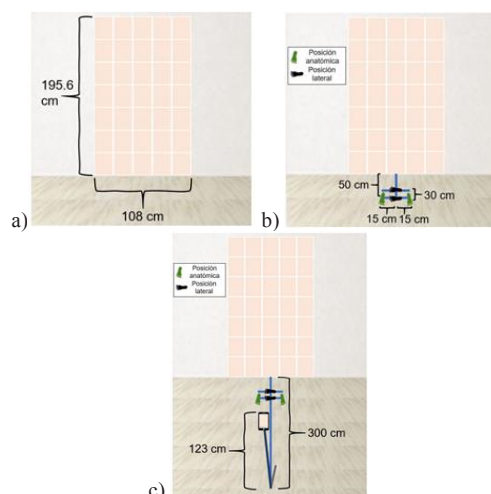 195.6
cm
108 cm
a)
Posición
anatómica
Posición
lateral
50 cm
30 cm
15 cm 15 cm
b)
Posición
anatómica
Posición
lateral
123 cm
300 cm
c)